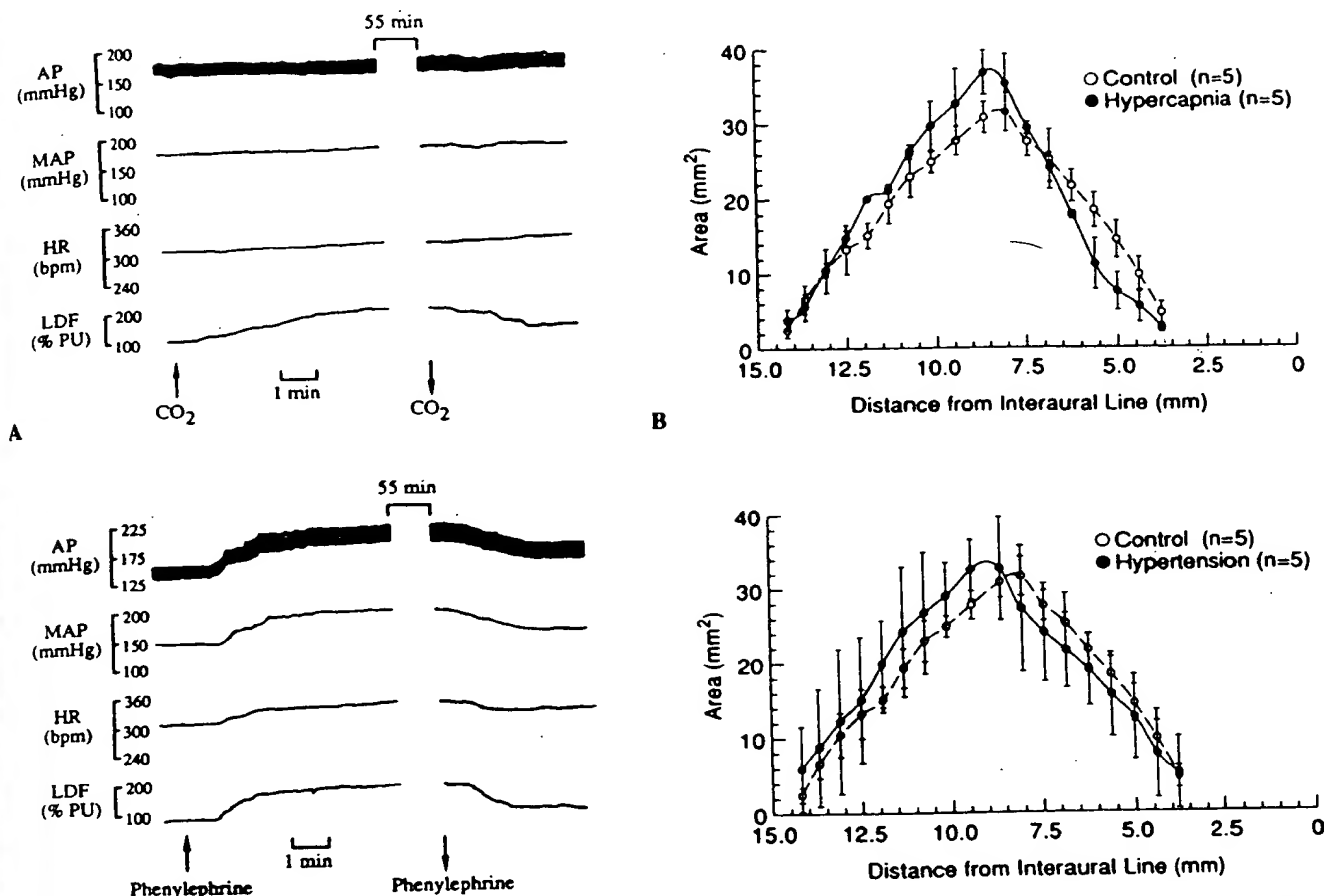 55 min
AP
(mmHg)
200
150
100
MAP
(mmHg)
200
150
100
HR
(bpm)
360
300
240
LDF
(% PU)
200
100
1 min
CO2
CO2
A
40
30
20
10
0
Area (mm²)
Control (n=5)
Hypercapnia (n=5)
15.0 12.5 10.0 7.5 5.0 2.5 0
Distance from Interaural Line (mm)
B
55 min
AP
(mmHg)
225
175
125
MAP
(mmHg)
200
150
100
HR
(bpm)
360
300
240
LDF
(% PU)
200
100
1 min
Phenylephrine
Phenylephrine
40
30
20
10
0
Area (mm²)
Control (n=5)
Hypertension (n=5)
15.0 12.5 10.0 7.5 5.0 2.5 0
Distance from Interaural Line (mm)